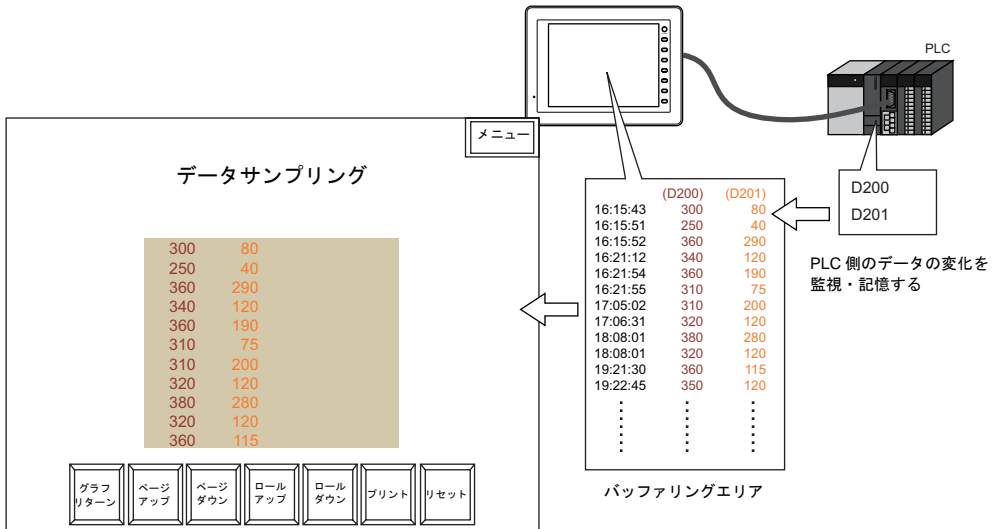 PLC
メニュー
データサンプリング
300 80
250 40
360 290
340 120
360 190
310 75
310 200
320 120
380 280
320 120
360 115
グラフ
リターン
ページ
アップ
ページ
ダウン
ロール
アップ
ロール
ダウン
プリント
リセット
(D200) (D201)
16:15:43 300 80
16:15:51 250 40
16:15:52 360 290
16:21:12 340 120
16:21:54 360 190
16:21:55 310 75
17:05:02 310 200
17:06:31 320 120
18:08:01 380 280
18:08:01 320 120
19:21:30 360 115
19:22:45 350 120
バッファリングエリア
D200
D201
PLC 側のデータの変化を
監視・記憶する